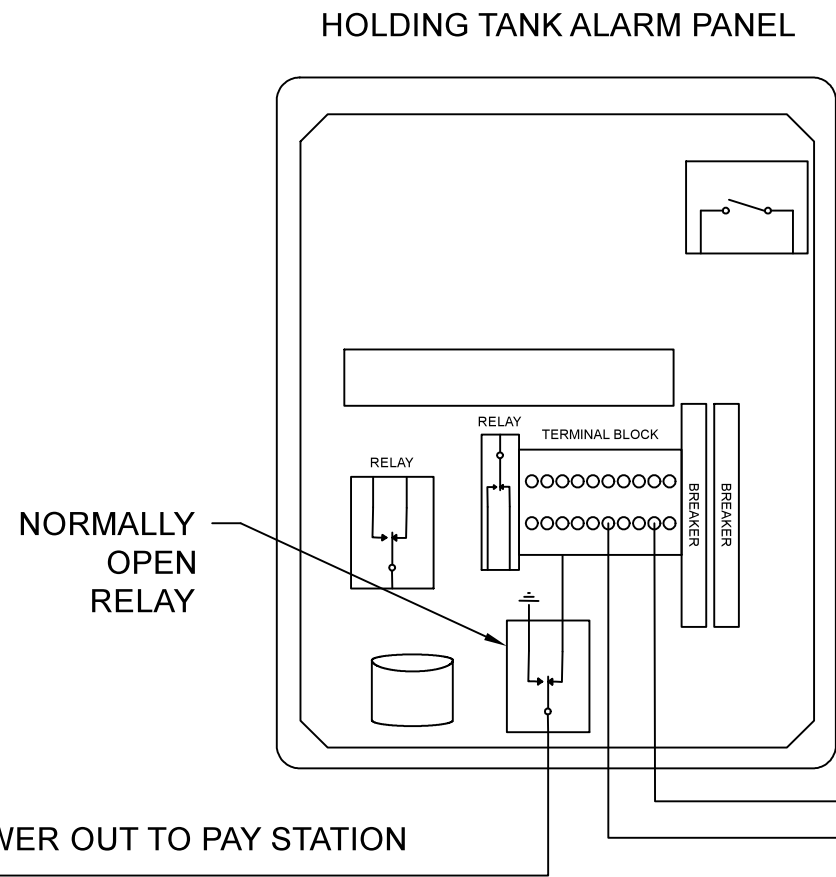 HOLDING TANK ALARM PANEL
RELAY
TERMINAL BLOCK
RELAY
BREAKER
BREAKER
NORMALLY
OPEN
RELAY
WER OUT TO PAY STATION